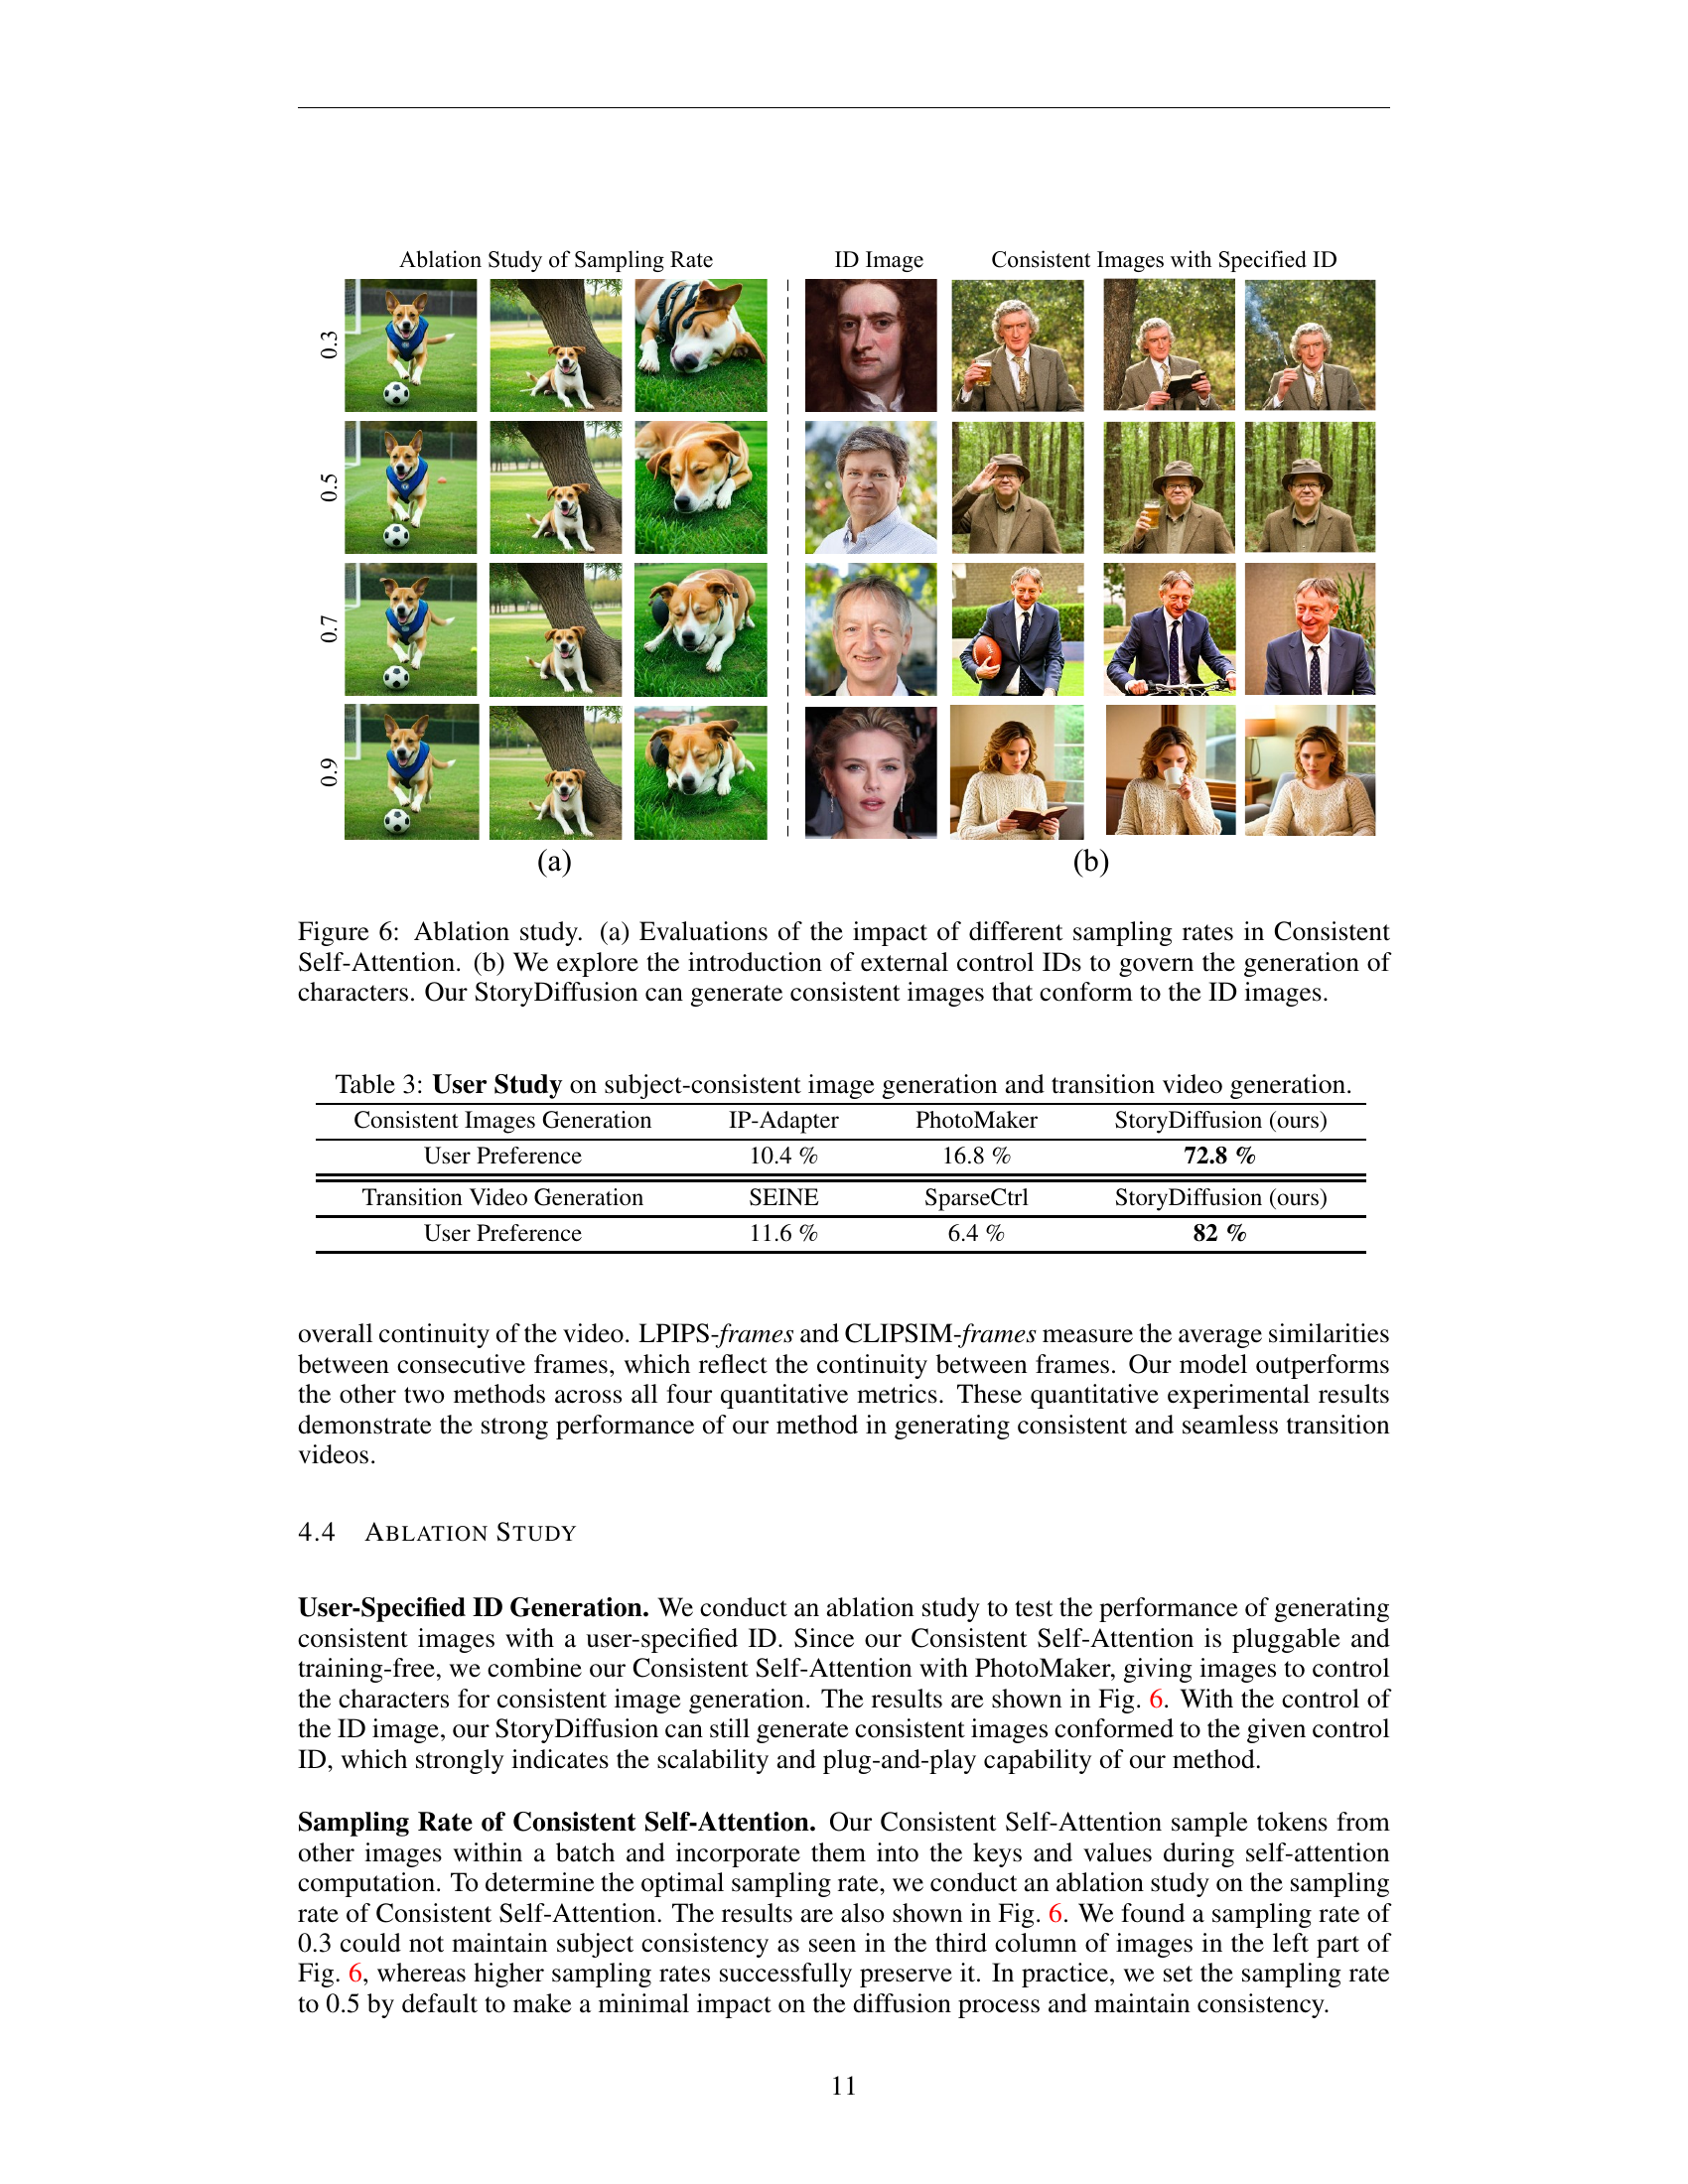 Ablation Study of Sampling Rate
ID Image
Consistent Images with Specified ID
0.3
0.5
0.7
0.9
(a)
(b)
Figure 6: Ablation study. (a) Evaluations of the impact of different sampling rates in Consistent
Self-Attention. (b) We explore the introduction of external control IDs to govern the generation of
characters. Our StoryDiffusion can generate consistent images that conform to the ID images.
Table 3: User Study on subject-consistent image generation and transition video generation.
Consistent Images Generation IP-Adapter PhotoMaker StoryDiffusion (ours)
User Preference 10.4 % 16.8 % 72.8 %
Transition Video Generation SEINE SparseCtrl StoryDiffusion (ours)
User Preference 11.6 % 6.4 % 82 %
overall continuity of the video. LPIPS-frames and CLIPSIM-frames measure the average similarities
between consecutive frames, which reflect the continuity between frames. Our model outperforms
the other two methods across all four quantitative metrics. These quantitative experimental results
demonstrate the strong performance of our method in generating consistent and seamless transition
videos.
4.4 ABLATION STUDY
User-Specified ID Generation. We conduct an ablation study to test the performance of generating
consistent images with a user-specified ID. Since our Consistent Self-Attention is pluggable and
training-free, we combine our Consistent Self-Attention with PhotoMaker, giving images to control
the characters for consistent image generation. The results are shown in Fig. 6. With the control of
the ID image, our StoryDiffusion can still generate consistent images conformed to the given control
ID, which strongly indicates the scalability and plug-and-play capability of our method.
Sampling Rate of Consistent Self-Attention. Our Consistent Self-Attention sample tokens from
other images within a batch and incorporate them into the keys and values during self-attention
computation. To determine the optimal sampling rate, we conduct an ablation study on the sampling
rate of Consistent Self-Attention. The results are also shown in Fig. 6. We found a sampling rate of
0.3 could not maintain subject consistency as seen in the third column of images in the left part of
Fig. 6, whereas higher sampling rates successfully preserve it. In practice, we set the sampling rate
to 0.5 by default to make a minimal impact on the diffusion process and maintain consistency.
11